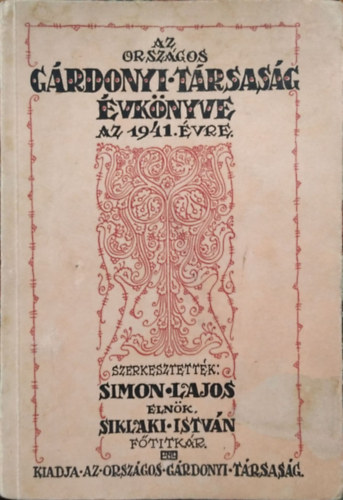 AZ
ORSZÁGOS
GÁRDONYI·TÁRSASÁG
ÉVKÖNYVE
AZ 1941. ÉVRE.
SZERKESZTETTÉK:
SIMON·LAJOS
ELNÖK.
SIKLAKI·ISTVÁN
FŐTITKÁR.
KIADJA·AZ·ORSZÁGOS·GÁRDONYI·TÁRSASÁG.